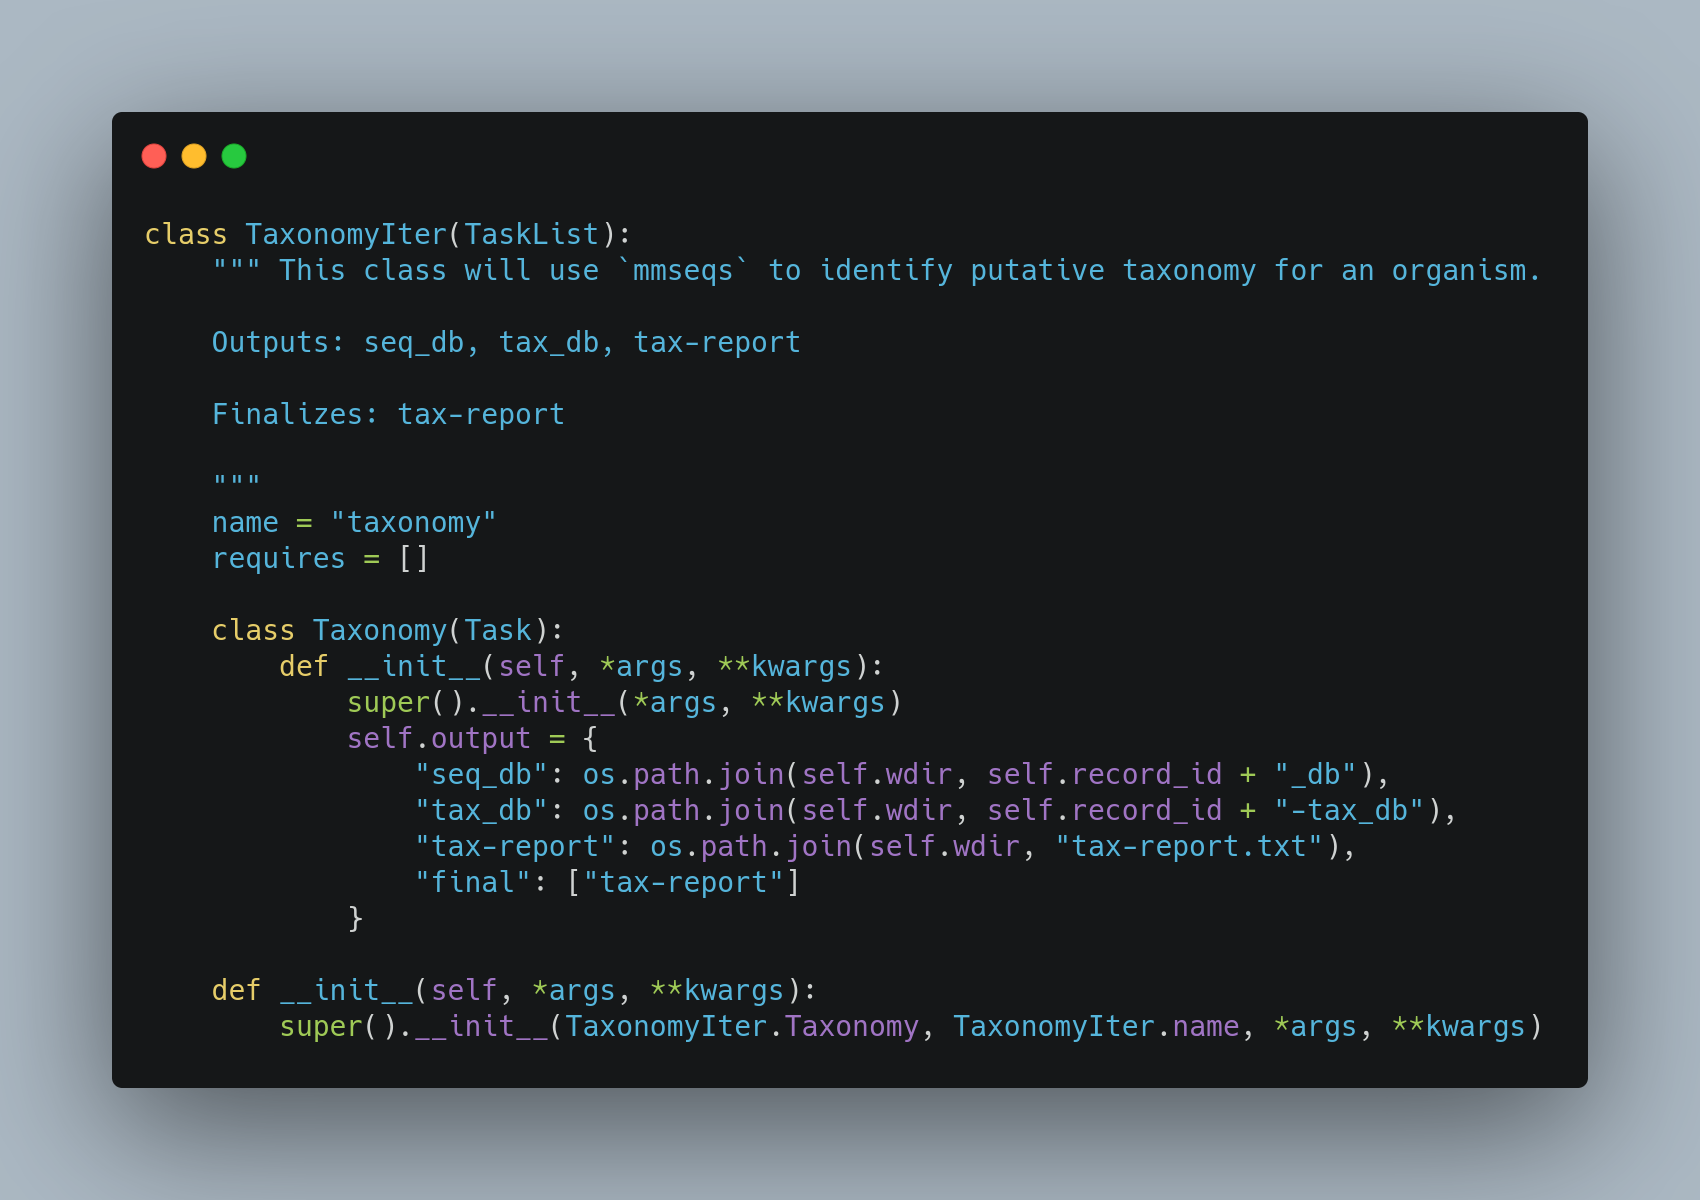 class TaxonomyIter(TaskList):
    """ This class will use `mmseqs` to identify putative taxonomy for an organism.

    Outputs: seq_db, tax_db, tax-report

    Finalizes: tax-report

    """
    name = "taxonomy"
    requires = []

    class Taxonomy(Task):
        def __init__(self, *args, **kwargs):
            super().__init__(*args, **kwargs)
            self.output = {
                "seq_db": os.path.join(self.wdir, self.record_id + "_db"),
                "tax_db": os.path.join(self.wdir, self.record_id + "-tax_db"),
                "tax-report": os.path.join(self.wdir, "tax-report.txt"),
                "final": ["tax-report"]
            }

    def __init__(self, *args, **kwargs):
        super().__init__(TaxonomyIter.Taxonomy, TaxonomyIter.name, *args, **kwargs)